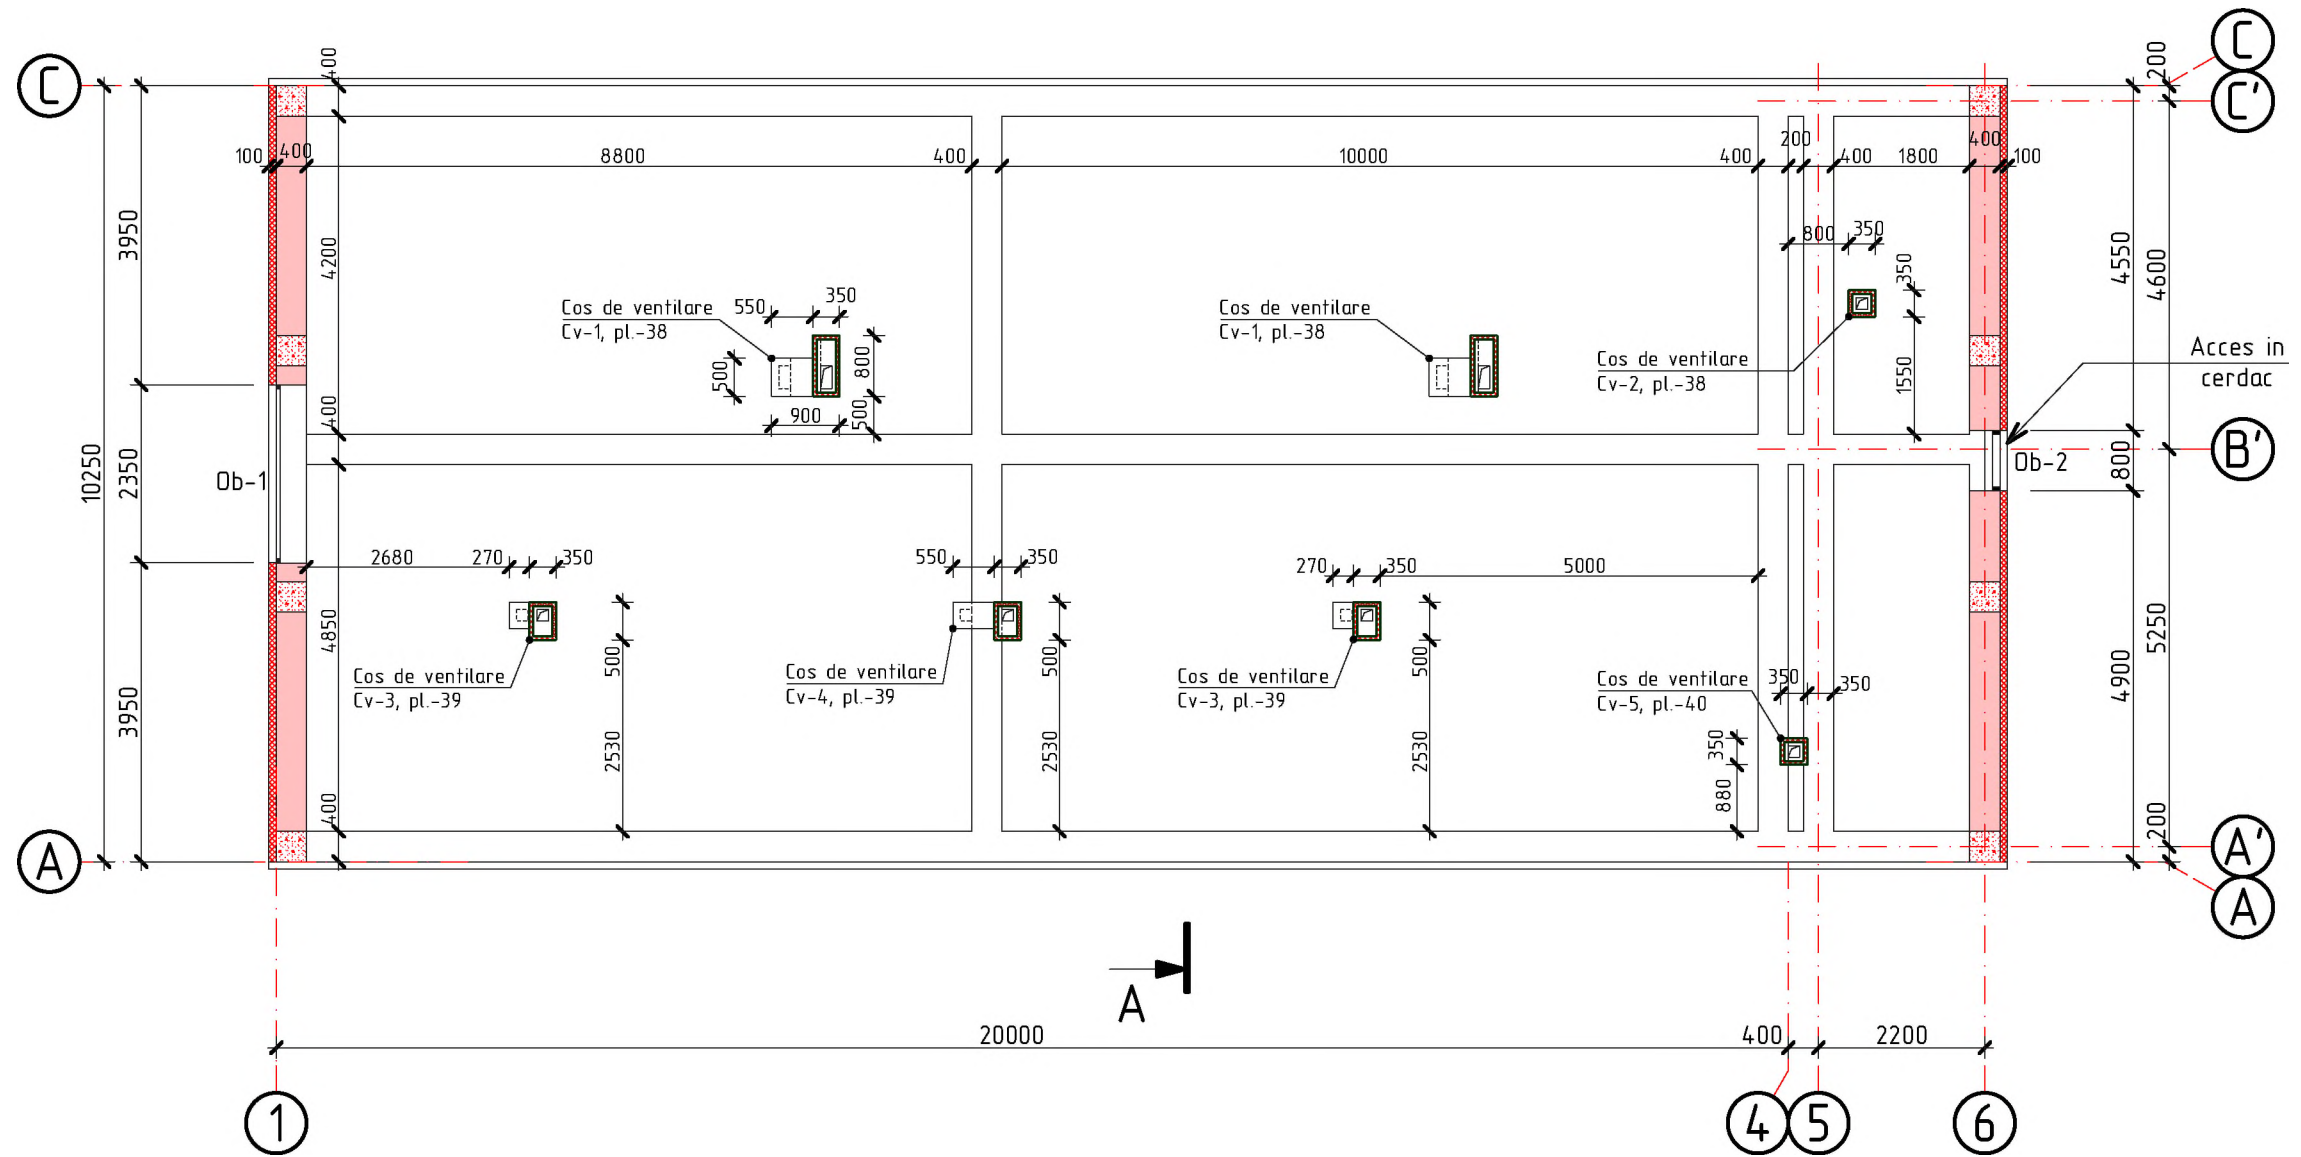 C
C
C'
200
400
100
400
8800
400
10000
400
200
400
1800
400
100
3950
4200
800
350
350
4550
4600
Cos de ventilare
Cv-1, pl.-38
550
350
Cos de ventilare
Cv-1, pl.-38
Cos de ventilare
Cv-2, pl.-38
1550
Acces in
cerdac
500
800
900
500
400
10250
2350
Ob-1
Ob-2
800
B'
2680
270
350
550
350
270
350
5000
4850
500
500
500
5250
4900
Cos de ventilare
Cv-3, pl.-39
Cos de ventilare
Cv-4, pl.-39
Cos de ventilare
Cv-3, pl.-39
Cos de ventilare
Cv-5, pl.-40
350
350
350
3950
2530
2530
2530
880
400
200
A
A'
A
A
20000
400
2200
1
4
5
6